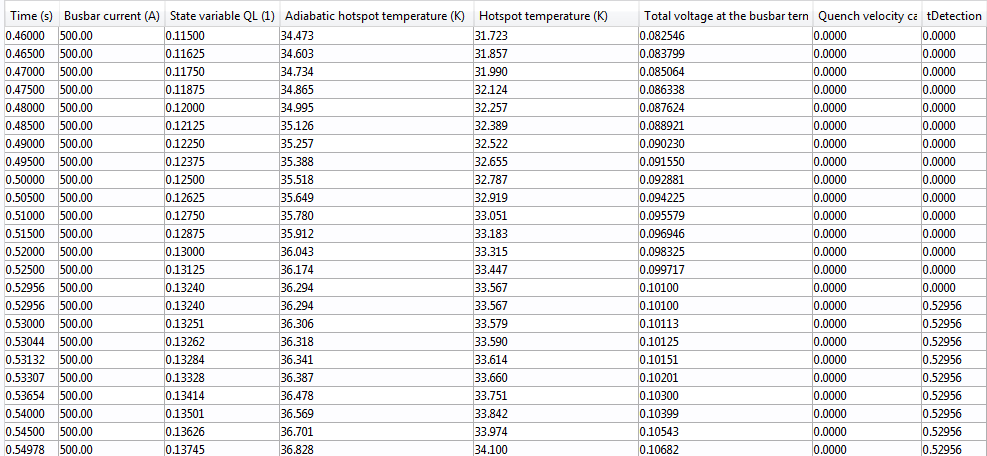 Time (s) Busbar current (A) State variable QL (1) Adiabatic hotspot temperature (K) Hotspot temperature (K) Total voltage at the busbar tern Quench velocity ca tDetection
0.46000 500.00 0.11500 34.473 31.723 0.082546 0.0000 0.0000
0.46500 500.00 0.11625 34.603 31.857 0.083799 0.0000 0.0000
0.47000 500.00 0.11750 34.734 31.990 0.085064 0.0000 0.0000
0.47500 500.00 0.11875 34.865 32.124 0.086338 0.0000 0.0000
0.48000 500.00 0.12000 34.995 32.257 0.087624 0.0000 0.0000
0.48500 500.00 0.12125 35.126 32.389 0.088921 0.0000 0.0000
0.49000 500.00 0.12250 35.257 32.522 0.090230 0.0000 0.0000
0.49500 500.00 0.12375 35.388 32.655 0.091550 0.0000 0.0000
0.50000 500.00 0.12500 35.518 32.787 0.092881 0.0000 0.0000
0.50500 500.00 0.12625 35.649 32.919 0.094225 0.0000 0.0000
0.51000 500.00 0.12750 35.780 33.051 0.095579 0.0000 0.0000
0.51500 500.00 0.12875 35.912 33.183 0.096946 0.0000 0.0000
0.52000 500.00 0.13000 36.043 33.315 0.098325 0.0000 0.0000
0.52500 500.00 0.13125 36.174 33.447 0.099717 0.0000 0.0000
0.52956 500.00 0.13240 36.294 33.567 0.10100 0.0000 0.0000
0.52956 500.00 0.13240 36.294 33.567 0.10100 0.0000 0.52956
0.53000 500.00 0.13251 36.306 33.579 0.10113 0.0000 0.52956
0.53044 500.00 0.13262 36.318 33.590 0.10125 0.0000 0.52956
0.53132 500.00 0.13284 36.341 33.614 0.10151 0.0000 0.52956
0.53307 500.00 0.13328 36.387 33.660 0.10201 0.0000 0.52956
0.53654 500.00 0.13414 36.478 33.751 0.10300 0.0000 0.52956
0.54000 500.00 0.13501 36.569 33.842 0.10399 0.0000 0.52956
0.54500 500.00 0.13626 36.701 33.974 0.10543 0.0000 0.52956
0.54978 500.00 0.13745 36.828 34.100 0.10682 0.0000 0.52956